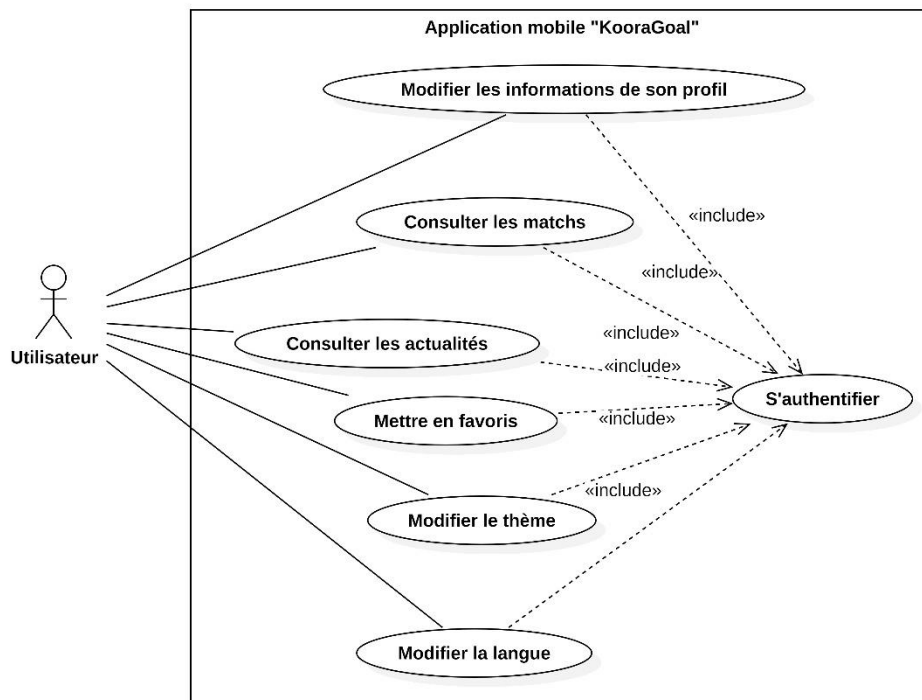 Application mobile "KooraGoal"
Modifier les informations de son profil
«include»
Consulter les matchs
«include»
Utilisateur
Consulter les actualités
«include»
«include»
S'authentifier
Mettre en favoris
«include»
«include»
Modifier le thème
Modifier la langue